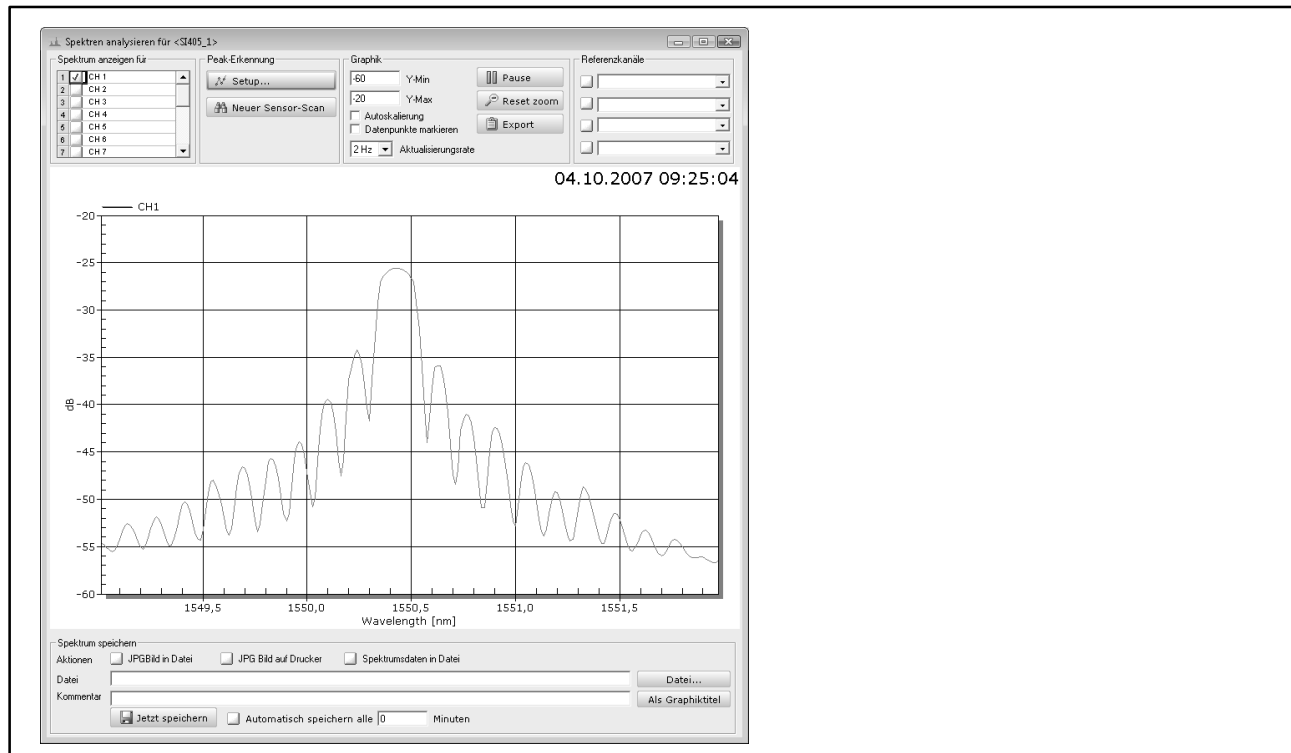 Spektren analysieren für <SI405_1>
Spektrum anzeigen für
1 CH 1
2 CH 2
3 CH 3
4 CH 4
5 CH 5
6 CH 6
7 CH 7
Peak-Erkennung
Setup...
Neuer Sensor-Scan
Graphik
-60 Y-Min
-20 Y-Max
Autoskalierung
Datenpunkte markieren
2 Hz Aktualisierungsrate
Pause
Reset zoom
Export
Referenzkanäle
04.10.2007 09:25:04
CH1
-20
-25
-30
-35
-40
-45
-50
-55
-60
dB
1549,5 1550,0 1550,5 1551,0 1551,5
Wavelength [nm]
Spektrum speichern
Aktionen JPGBild in Datei JPG Bild auf Drucker Spektrumsdaten in Datei
Datei Datei...
Kommentar Als Graphiktitel
Jetzt speichern Automatisch speichern alle 0 Minuten